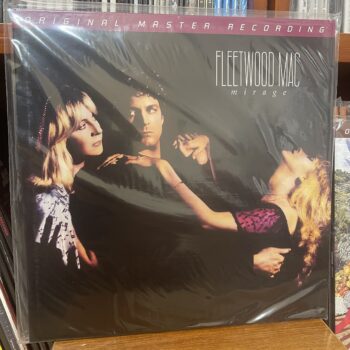 ORIGINAL MASTER RECORDING
FLEETWOOD MAC
mirage